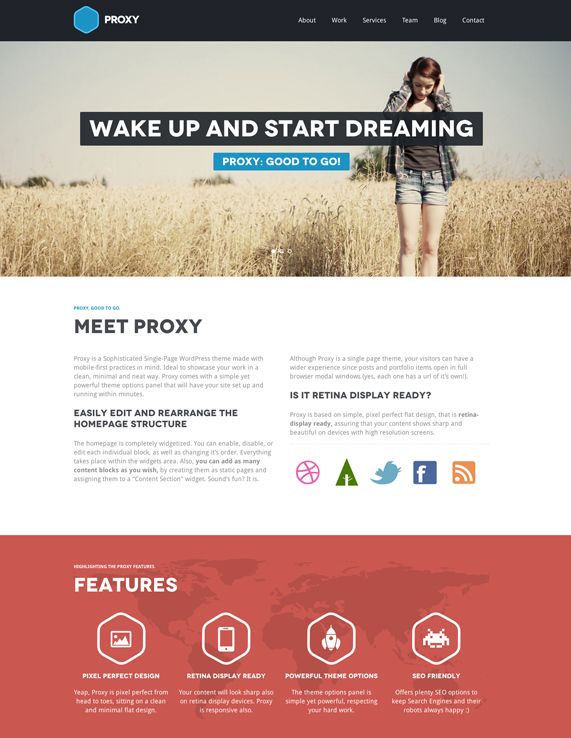 PROXY
About Work Services Team Blog Contact
WAKE UP AND START DREAMING
PROXY: GOOD TO GO!
PROXY. GOOD TO GO.
MEET PROXY
Proxy is a Sophisticated Single-Page WordPress theme made with
mobile-first practices in mind. Ideal to showcase your work in a
clean, minimal and neat way. Proxy comes with a simple yet
powerful theme options panel that will have your site set up and
running within minutes.
EASILY EDIT AND REARRANGE THE
HOMEPAGE STRUCTURE
The homepage is completely widgetized. You can enable, disable, or
edit each individual block, as well as changing it's order. Everything
takes place within the widgets area. Also, you can add as many
content blocks as you wish, by creating them as static pages and
assigning them to a "Content Section" widget. Sound's fun? It is.
Although Proxy is a single page theme, your visitors can have a
wider experience since posts and portfolio items open in full
browser modal windows (yes, each one has a url of it's own!).
IS IT RETINA DISPLAY READY?
Proxy is based on simple, pixel perfect flat design, that is retina-
display ready, assuring that your content shows sharp and
beautiful on devices with high resolution screens.
HIGHLIGHTING THE PROXY FEATURES.
FEATURES
PIXEL PERFECT DESIGN
Yeap, Proxy is pixel perfect from
head to toes, sitting on a clean
and minimal flat design.
RETINA DISPLAY READY
Your content will look sharp also
on retina display devices. Proxy
is responsive also.
POWERFUL THEME OPTIONS
The theme options panel is
simple yet powerful, respecting
your hard work.
SEO FRIENDLY
Offers plenty SEO options to
keep Search Engines and their
robots always happy :)